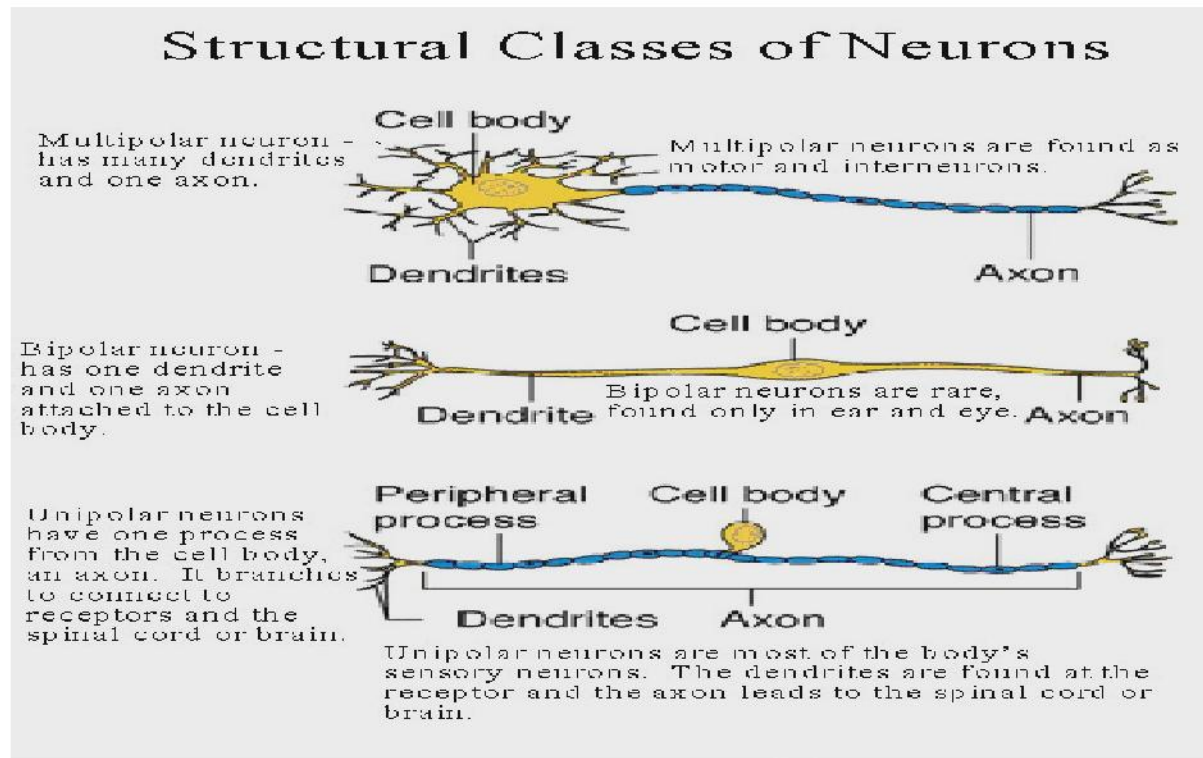 Structural Classes of Neurons
Cell body
Multipolar neuron -
has many dendrites
and one axon.
Multipolar neurons are found as
motor and interneurons.
Dendrites
Axon
Cell body
Bipolar neuron -
has one dendrite
and one axon
attached to the cell
body.
Bipolar neurons are rare,
found only in ear and eye.
Dendrite
Axon
Peripheral
process
Cell body
Central
process
Unipolar neurons
have one process
from the cell body,
an axon. It branches
to connect to
receptors and the
spinal cord or brain.
Dendrites
Axon
Unipolar neurons are most of the body's
sensory neurons. The dendrites are found at the
receptor and the axon leads to the spinal cord or
brain.